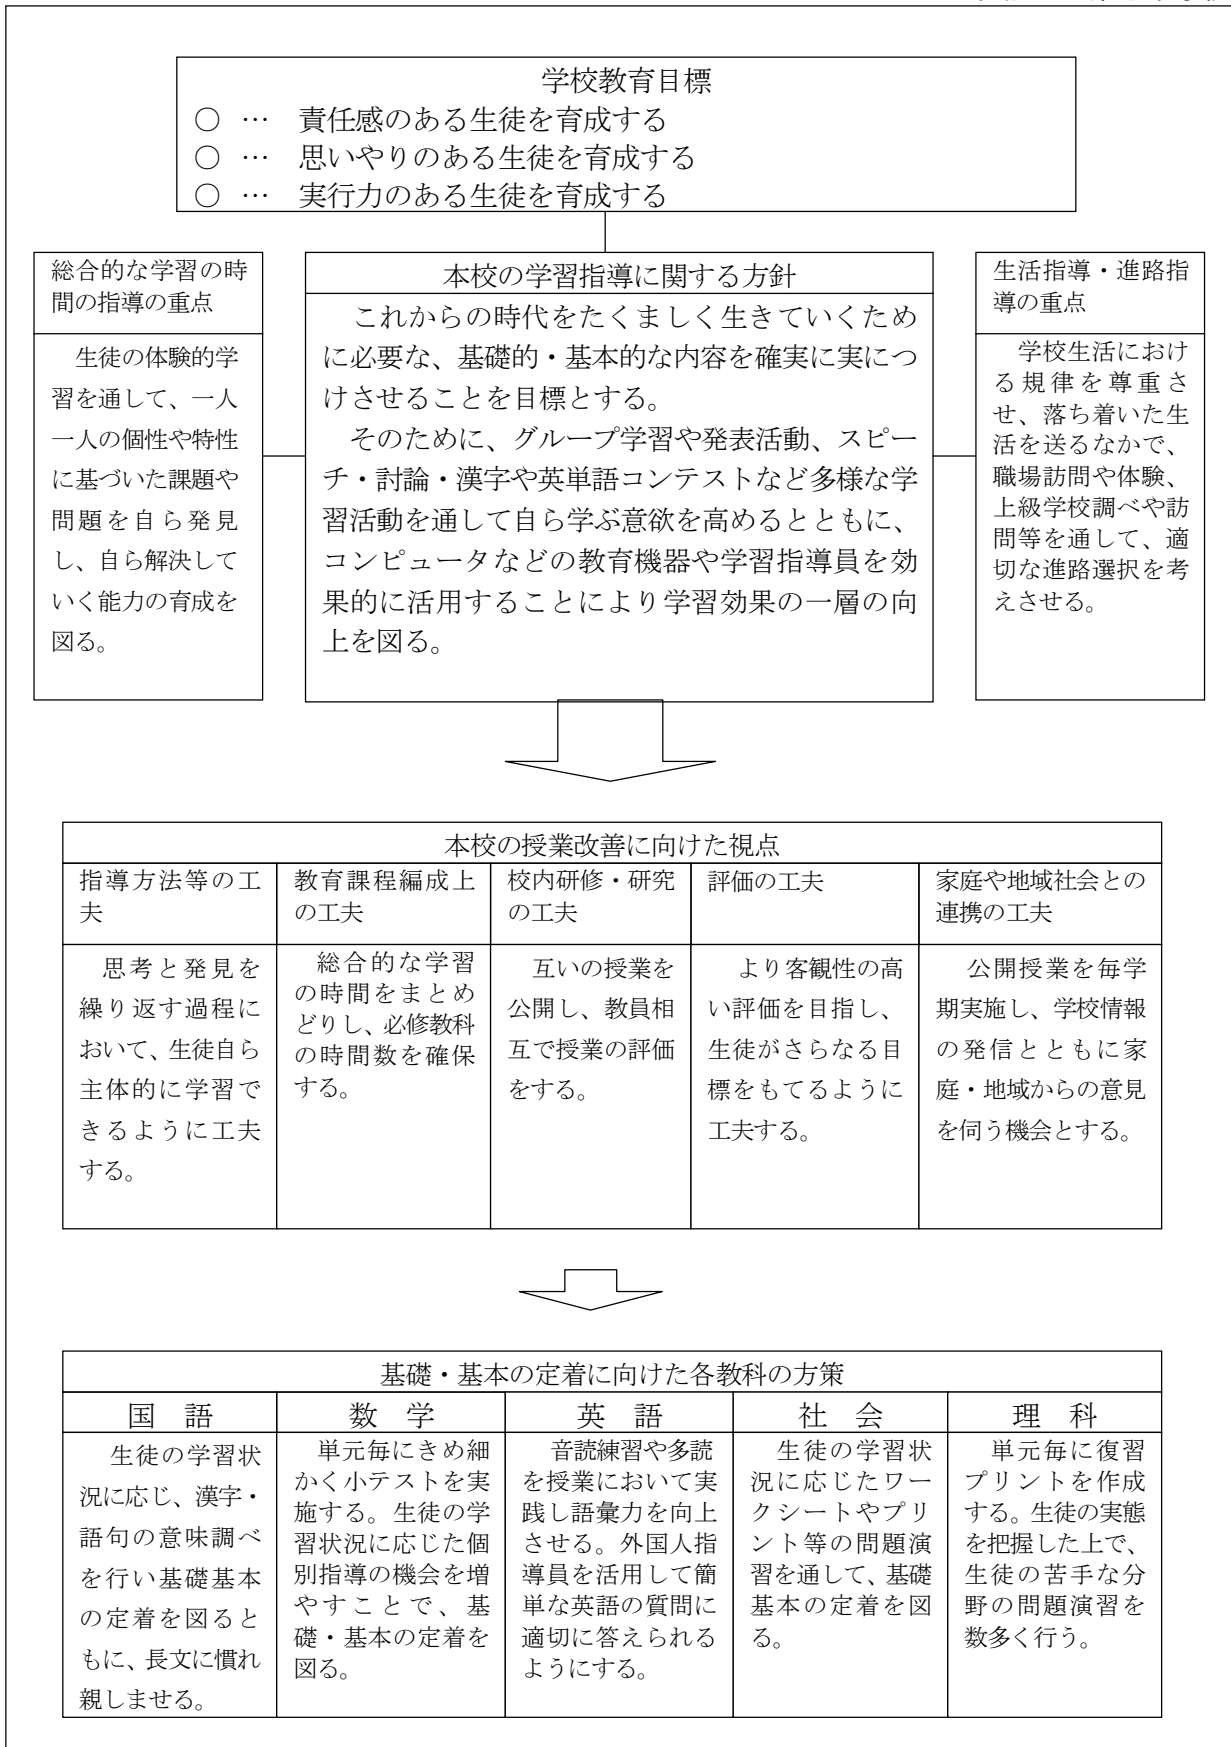 学校教育目標
○ … 責任感のある生徒を育成する
○ … 思いやりのある生徒を育成する
○ … 実行力のある生徒を育成する
総合的な学習の時
間の指導の重点
生徒の体験的学
習を通して、一人
一人の個性や特性
に基づいた課題や
問題を自ら発見
し、自ら解決して
いく能力の育成を
図る。
本校の学習指導に関する方針
これからの時代をたくましく生きていくため
に必要な、基礎的・基本的な内容を確実に実につ
けさせることを目標とする。
そのために、グループ学習や発表活動、スピー
チ・討論・漢字や英単語コンテストなど多様な学
習活動を通して自ら学ぶ意欲を高めるとともに、
コンピュータなどの教育機器や学習指導員を効
果的に活用することにより学習効果の一層の向
上を図る。
生活指導・進路指
導の重点
学校生活におけ
る規律を尊重さ
せ、落ち着いた生
活を送るなかで、
職場訪問や体験、
上級学校調べや訪
問等を通して、適
切な進路選択を考
えさせる。
本校の授業改善に向けた視点
指導方法等の工
夫
思考と発見を
繰り返す過程に
おいて、生徒自ら
主体的に学習で
きるように工夫
する。
教育課程編成上
の工夫
総合的な学習
の時間をまとめ
どりし、必修教科
の時間数を確保
する。
校内研修・研究
の工夫
互いの授業を
公開し、教員相
互で授業の評価
をする。
評価の工夫
より客観性の高
い評価を目指し、
生徒がさらなる目
標をもてるように
工夫する。
家庭や地域社会との
連携の工夫
公開授業を毎学
期実施し、学校情報
の発信とともに家
庭・地域からの意見
を伺う機会とする。
基礎・基本の定着に向けた各教科の方策
国 語
生徒の学習状
況に応じ、漢字・
語句の意味調べ
を行い基礎基本
の定着を図ると
もに、長文に慣れ
親しませる。
数 学
単元毎にきめ細
かく小テストを実
施する。生徒の学
習状況に応じた個
別指導の機会を増
やすことで、基
礎・基本の定着を
図る。
英 語
音読練習や多読
を授業において実
践し語彙力を向上
させる。外国人指
導員を活用して簡
単な英語の質問に
適切に答えられる
ようにする。
社 会
生徒の学習状
況に応じたワー
クシートやプリ
ント等の問題演
習を通して、基礎
基本の定着を図
る。
理 科
単元毎に復習
プリントを作成
する。生徒の実態
を把握した上で、
生徒の苦手な分
野の問題演習を
数多く行う。